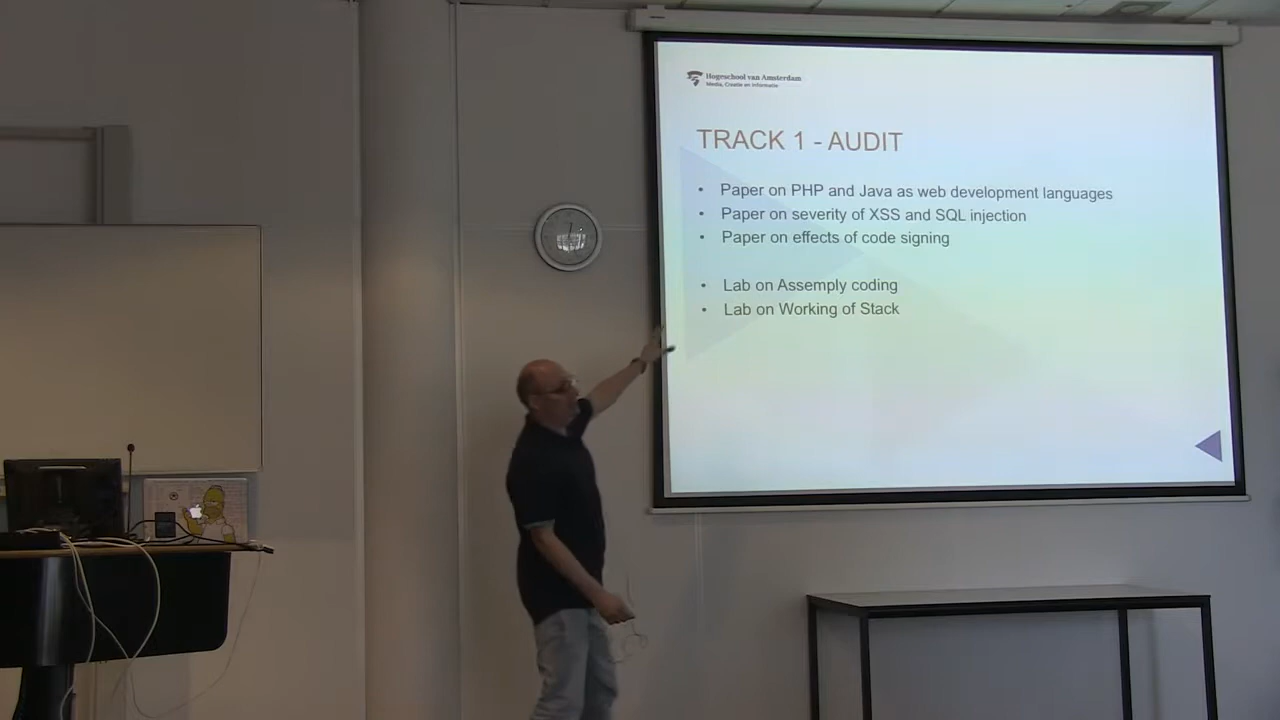 Hogeschool van Amsterdam
Media, Creatie en Informatie
TRACK 1 - AUDIT
• Paper on PHP and Java as web development languages
• Paper on severity of XSS and SQL injection
• Paper on effects of code signing
• Lab on Assemply coding
• Lab on Working of Stack